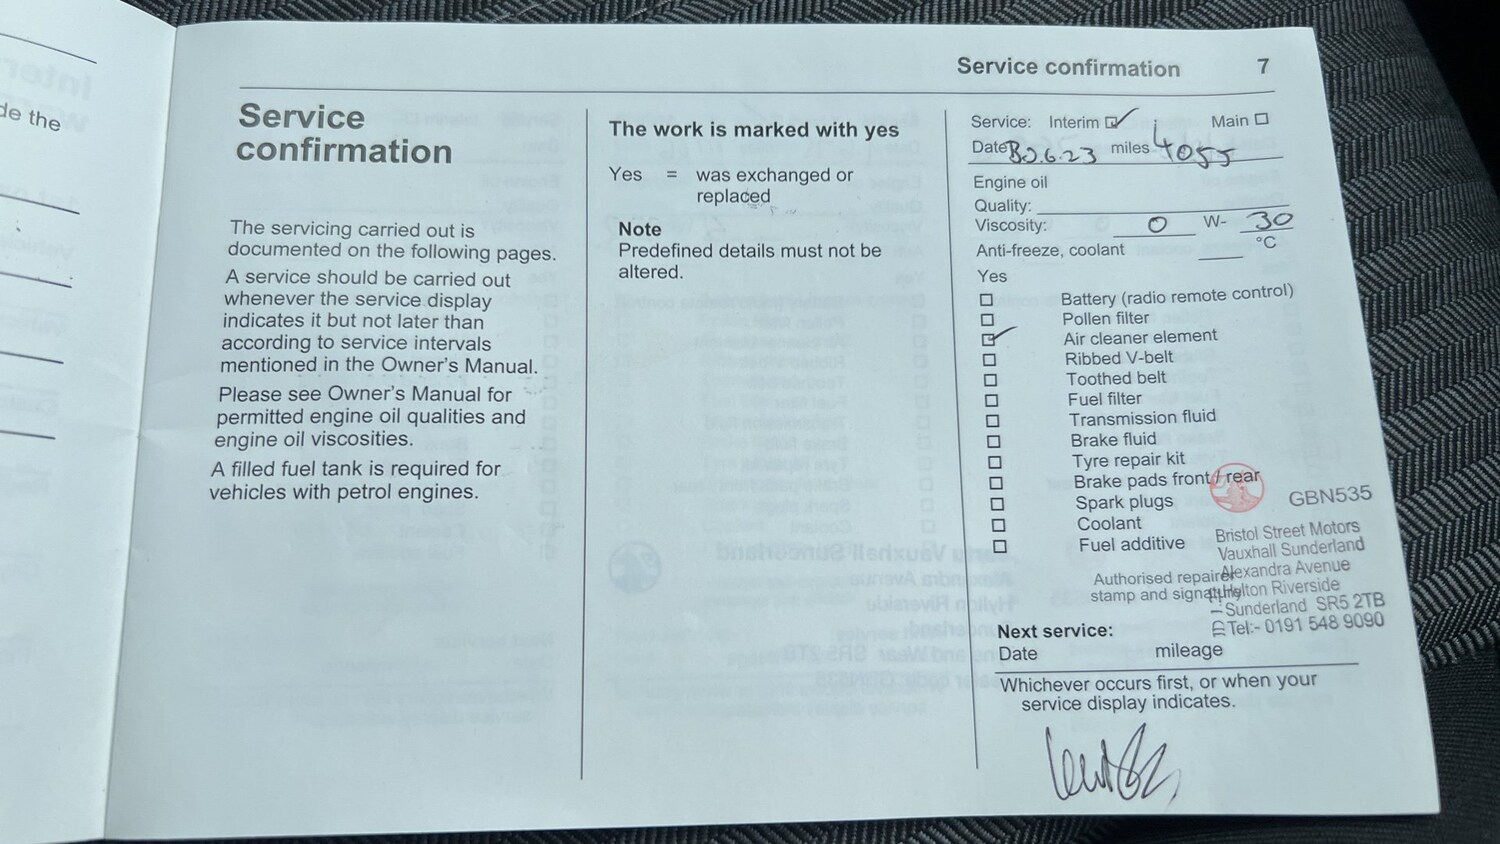 de the
Service confirmation 7
Service
confirmation
The servicing carried out is
documented on the following pages.
A service should be carried out
whenever the service display
indicates it but not later than
according to service intervals
mentioned in the Owner's Manual.
Please see Owner's Manual for
permitted engine oil qualities and
engine oil viscosities.
A filled fuel tank is required for
vehicles with petrol engines.
The work is marked with yes
Yes = was exchanged or
replaced
Note
Predefined details must not be
altered.
Service: Interim Main
Date 30.6.23 miles 4055
Engine oil
Quality:
Viscosity: 0 W- 30
Anti-freeze, coolant °C
Yes
Battery (radio remote control)
Pollen filter
Air cleaner element
Ribbed V-belt
Toothed belt
Fuel filter
Transmission fluid
Brake fluid
Tyre repair kit
Brake pads front / rear
Spark plugs
Coolant
Fuel additive
GBN535
Bristol Street Motors
Vauxhall Sunderland
Alexandra Avenue
Hylton Riverside
Sunderland SR5 2TB
Tel:- 0191 548 9090
Authorised repairer
stamp and signature
Next service:
Date mileage
Whichever occurs first, or when your
service display indicates.